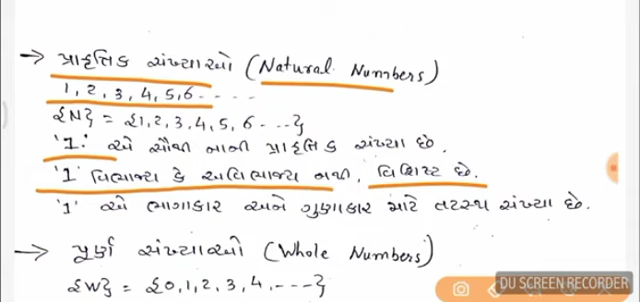 → પ્રાકૃતિક સંખ્યાઓ (Natural Numbers)
1, 2, 3, 4, 5, 6 . . . . .
{N} = {1, 2, 3, 4, 5, 6 - - -}
'1.' એ સૌથી નાની પ્રાકૃતિક સંખ્યા છે.
'1' વિભાજ્ય કે અવિભાજ્ય નથી, વિશિષ્ટ છે.
'1' એ ભાગાકાર અને ગુણાકાર માટે તટસ્થ સંખ્યા છે.
→ પૂર્ણ સંખ્યાઓ (Whole Numbers)
{W} = {0, 1, 2, 3, 4, - - - -}
DU SCREEN RECORDER